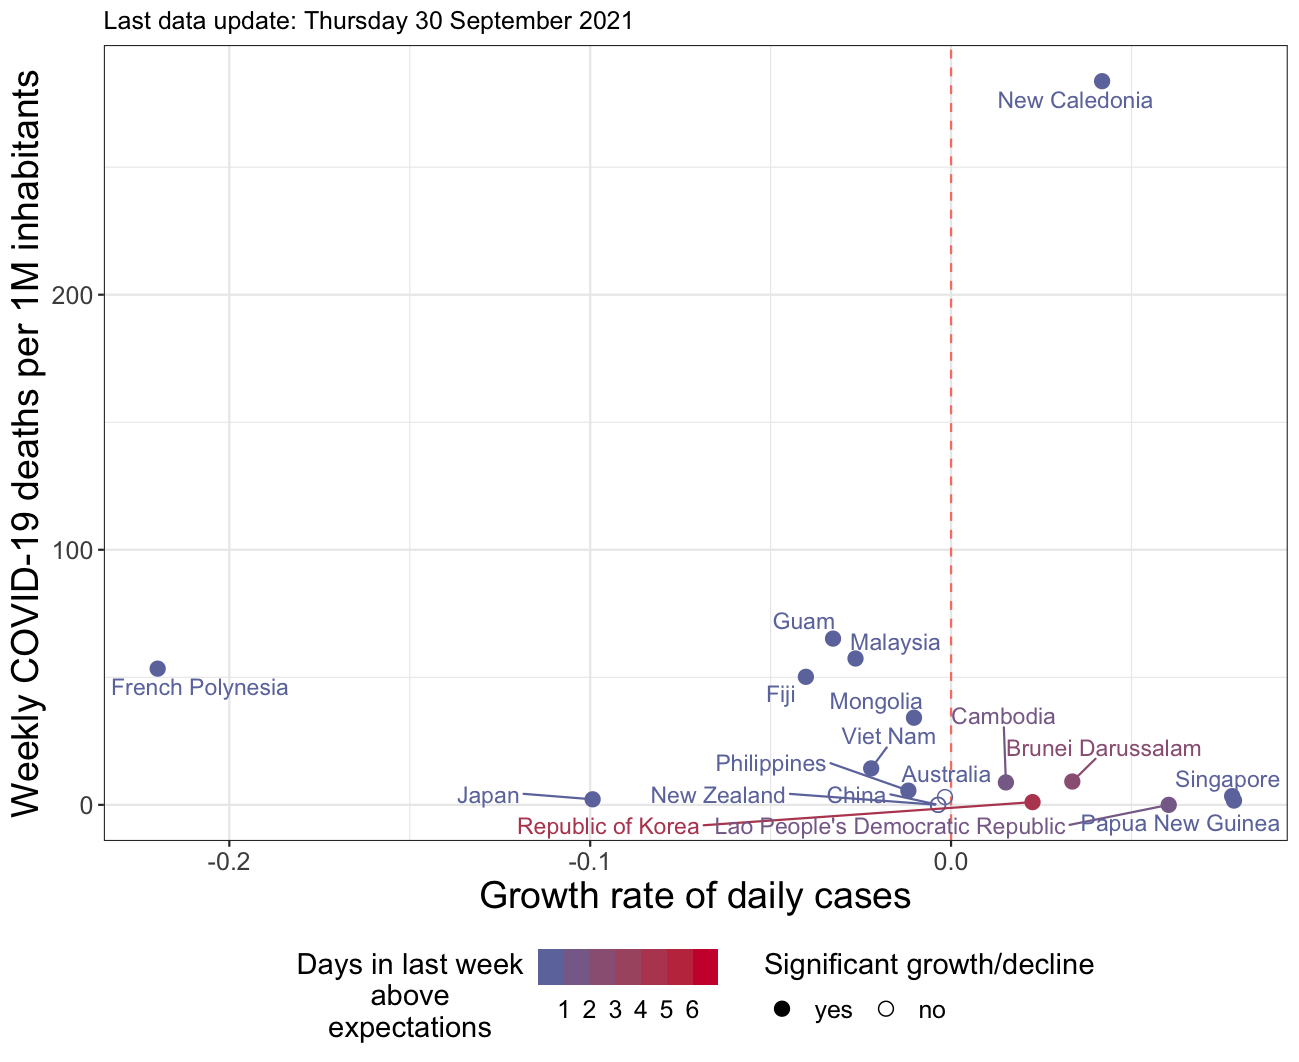 Last data update: Thursday 30 September 2021
Weekly COVID-19 deaths per 1M inhabitants
200
100
0
New Caledonia
Guam
Malaysia
French Polynesia
Fiji
Mongolia
Cambodia
Viet Nam
Brunei Darussalam
Philippines
Australia
Singapore
Japan
New Zealand
China
Republic of Korea
Lao People's Democratic Republic
Papua New Guinea
-0.2
-0.1
0.0
Growth rate of daily cases
Days in last week
above
expectations
1 2 3 4 5 6
Significant growth/decline
yes
no